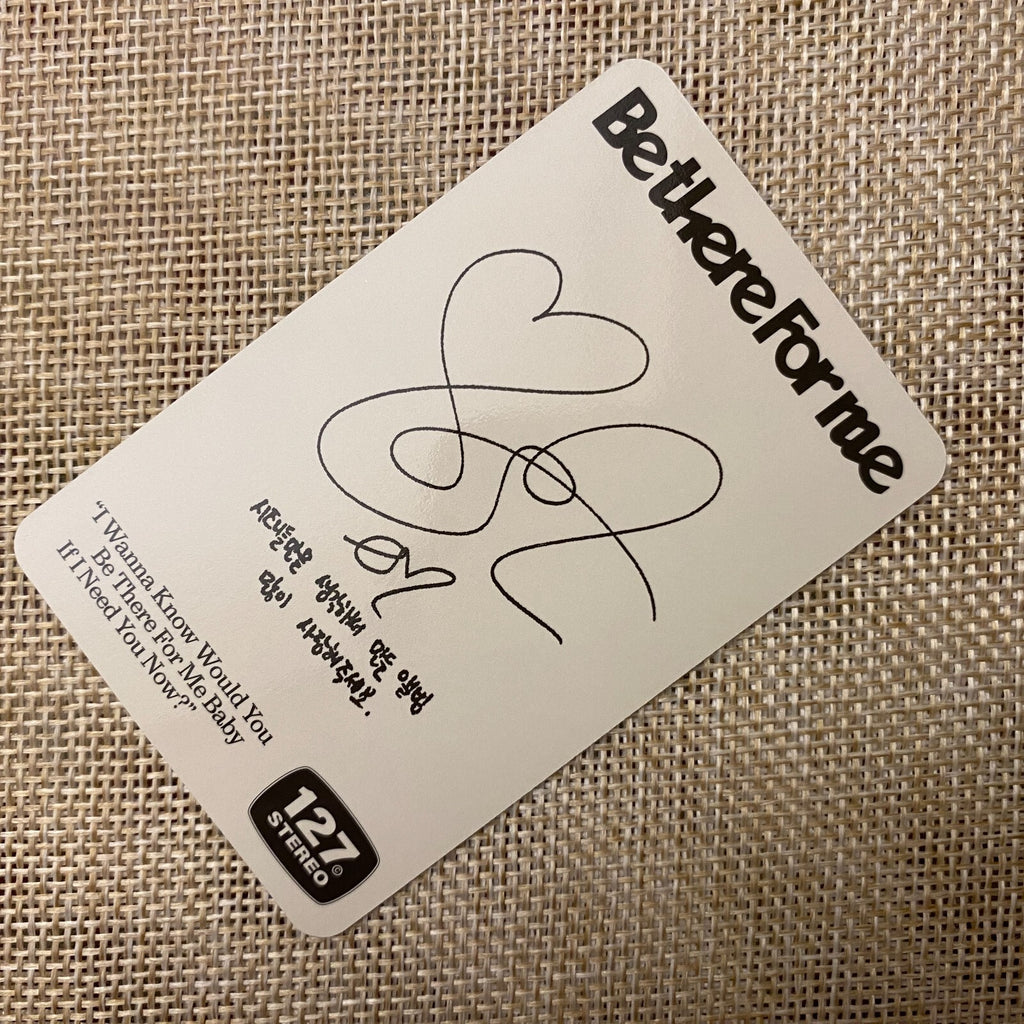 Be there For me
시즈니들만을 생각하며 만든 앨범
많이 사랑해주세요.
"I Wanna Know Would You
Be There For Me Baby
If I Need You Now?"
127
STEREO ©